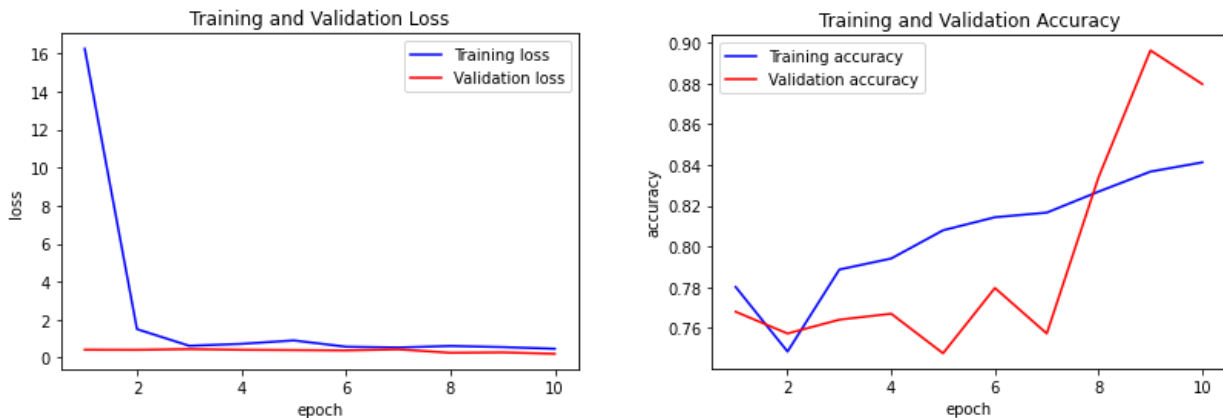 Training and Validation Loss
16
14
12
10
8
6
4
2
0
loss
Training loss
Validation loss
2
4
6
8
10
epoch
Training and Validation Accuracy
0.90
0.88
0.86
0.84
0.82
0.80
0.78
0.76
accuracy
Training accuracy
Validation accuracy
2
4
6
8
10
epoch